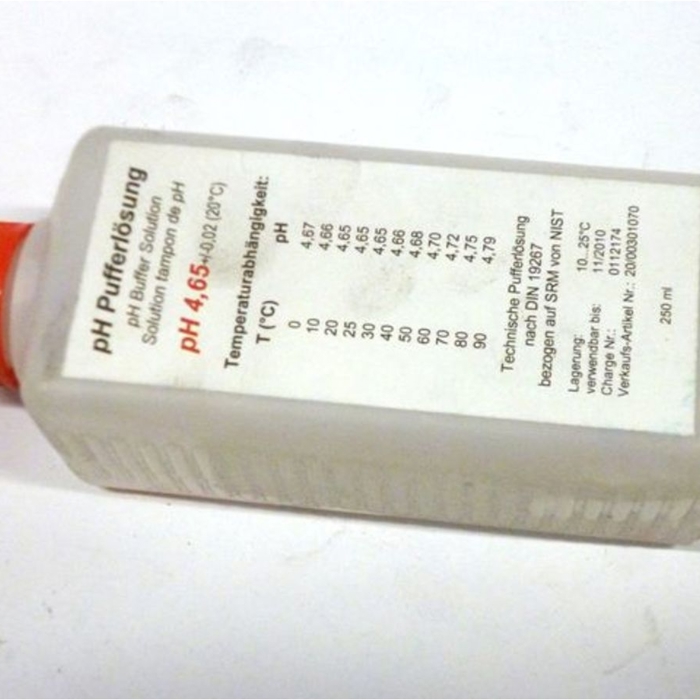 pH Pufferlösung
pH Buffer Solution
Solution tampon de pH
pH 4,65+/-0,02 (20°C)
Temperaturabhängigkeit:
T (°C) pH
0 4,67
10 4,66
20 4,65
25 4,65
30 4,65
40 4,66
50 4,68
60 4,70
70 4,72
80 4,75
90 4,79
Technische Pufferlösung
nach DIN 19267
bezogen auf SRM von NIST
Lagerung: 10...25°C
verwendbar bis: 11/2010
Charge Nr.: 0112174
Verkaufs-Artikel Nr.: 20/00301070
250 ml